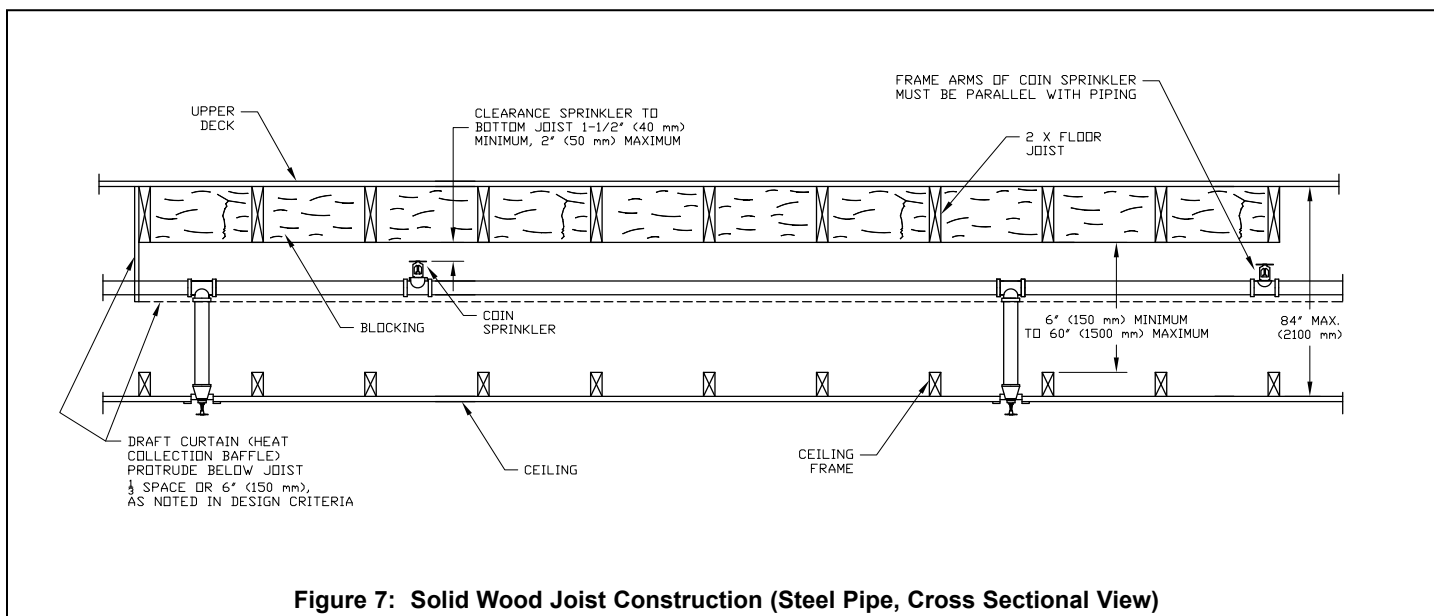 UPPER
DECK
CLEARANCE SPRINKLER TO
BOTTOM JOIST 1-1/2" (40 mm)
MINIMUM, 2" (50 mm) MAXIMUM
FRAME ARMS OF COIN SPRINKLER
MUST BE PARALLEL WITH PIPING
2 X FLOOR
JOIST
BLOCKING
COIN
SPRINKLER
6" (150 mm) MINIMUM
TO 60" (1500 mm) MAXIMUM
84" MAX.
(2100 mm)
DRAFT CURTAIN (HEAT
COLLECTION BAFFLE)
PROTRUDE BELOW JOIST
1/3 SPACE OR 6" (150 mm),
AS NOTED IN DESIGN CRITERIA
CEILING
CEILING
FRAME
Figure 7: Solid Wood Joist Construction (Steel Pipe, Cross Sectional View)